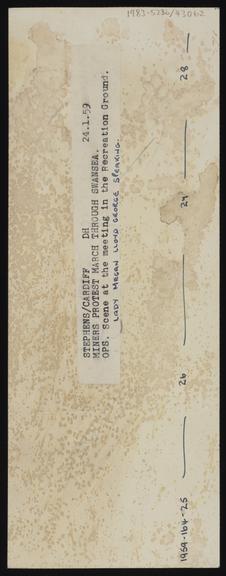 1983-5236/43062
STEPHENS/CARDIFF DH 24.1.59
MINERS PROTEST MARCH THROUGH SWANSEA.
OPS. Scene at the meeting in the Recreation Ground.
LADY MEGAN LLOYD GEORGE SPEAKING.
1959-164-25 26 27 28